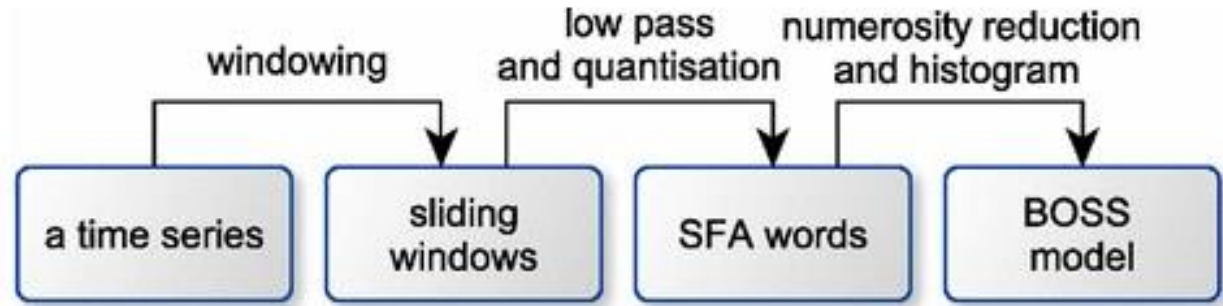 windowing
low pass
and quantisation
numerosity reduction
and histogram
a time series
sliding
windows
SFA words
BOSS
model